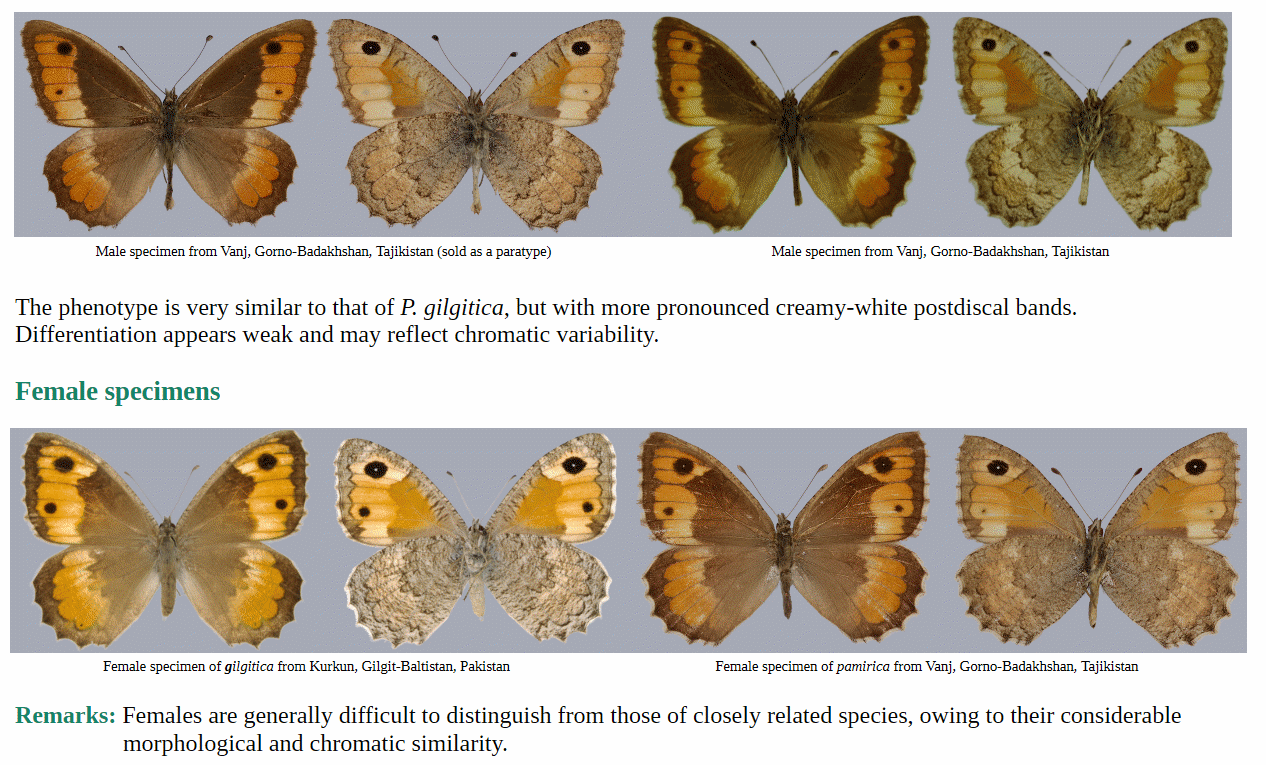 Male specimen from Vanj, Gorno-Badakhshan, Tajikistan (sold as a paratype)
Male specimen from Vanj, Gorno-Badakhshan, Tajikistan
The phenotype is very similar to that of P. gilgitica, but with more pronounced creamy-white postdiscal bands.
Differentiation appears weak and may reflect chromatic variability.
Female specimens
Female specimen of gilgitica from Kurkun, Gilgit-Baltistan, Pakistan
Female specimen of pamirica from Vanj, Gorno-Badakhshan, Tajikistan
Remarks: Females are generally difficult to distinguish from those of closely related species, owing to their considerable
morphological and chromatic similarity.